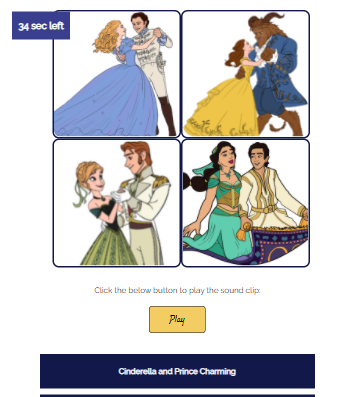 34 sec left
Click the below button to play the sound clip:
Play
Cinderella and Prince Charming